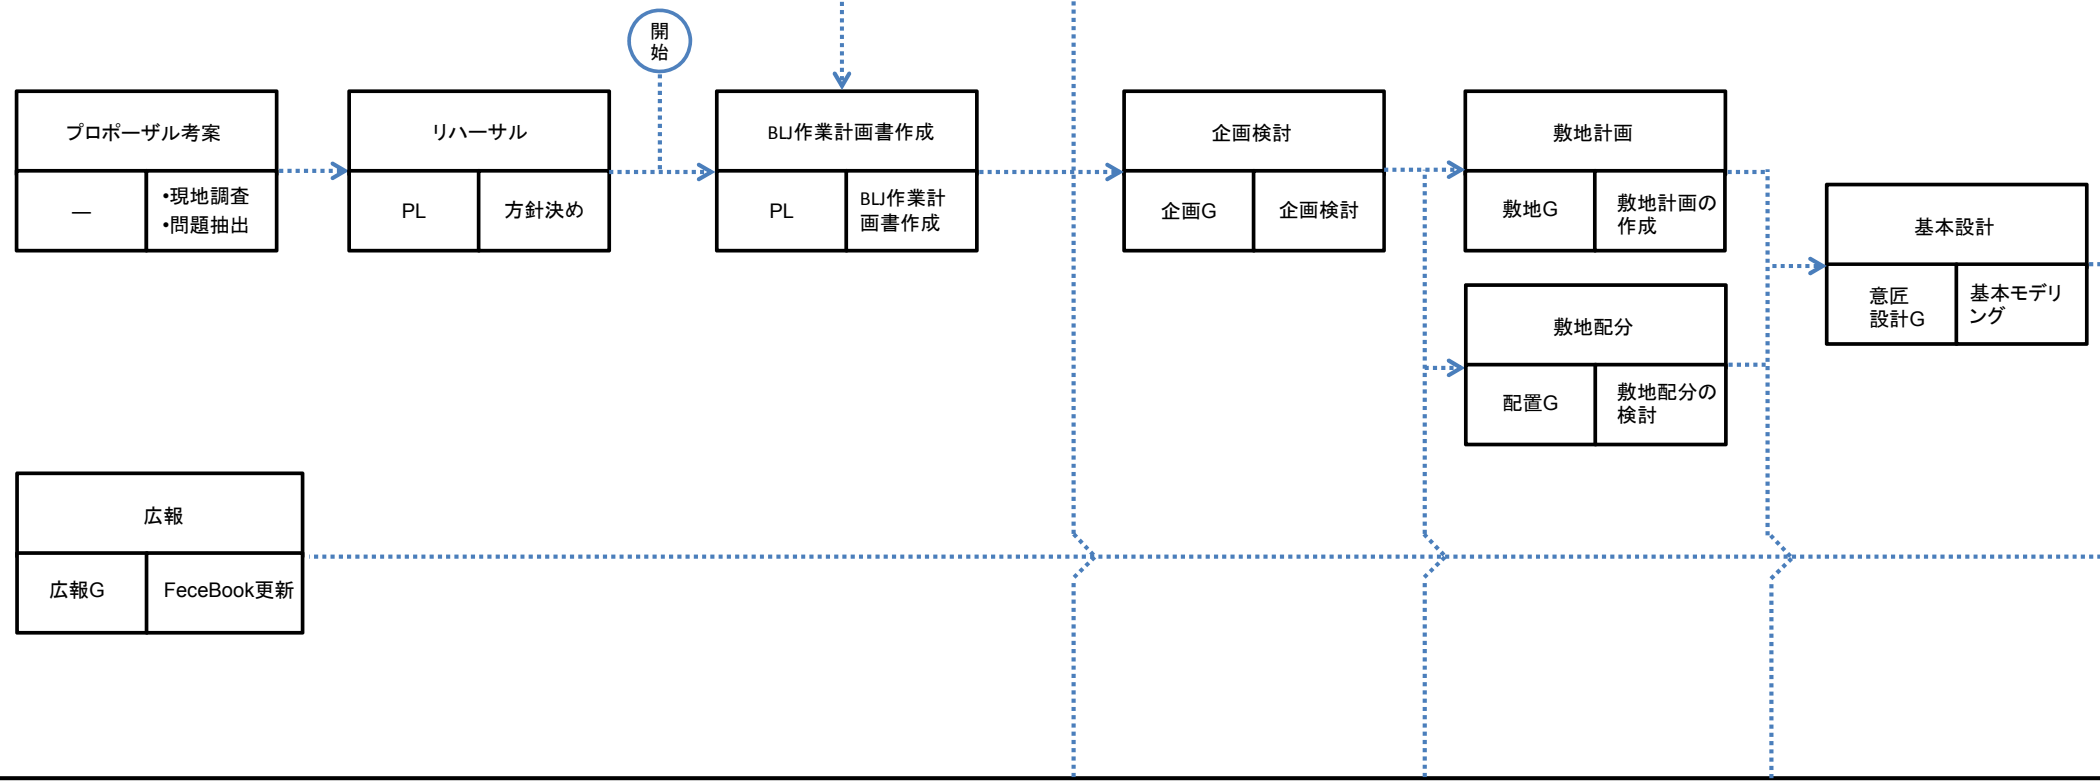 開
始
プロポーザル考案
―
•現地調査
•問題抽出
リハーサル
PL
方針決め
BLJ作業計画書作成
PL
BLJ作業計
画書作成
企画検討
企画G
企画検討
敷地計画
敷地G
敷地計画の
作成
敷地配分
配置G
敷地配分の
検討
基本設計
意匠
設計G
基本モデリ
ング
広報
広報G
FeceBook更新